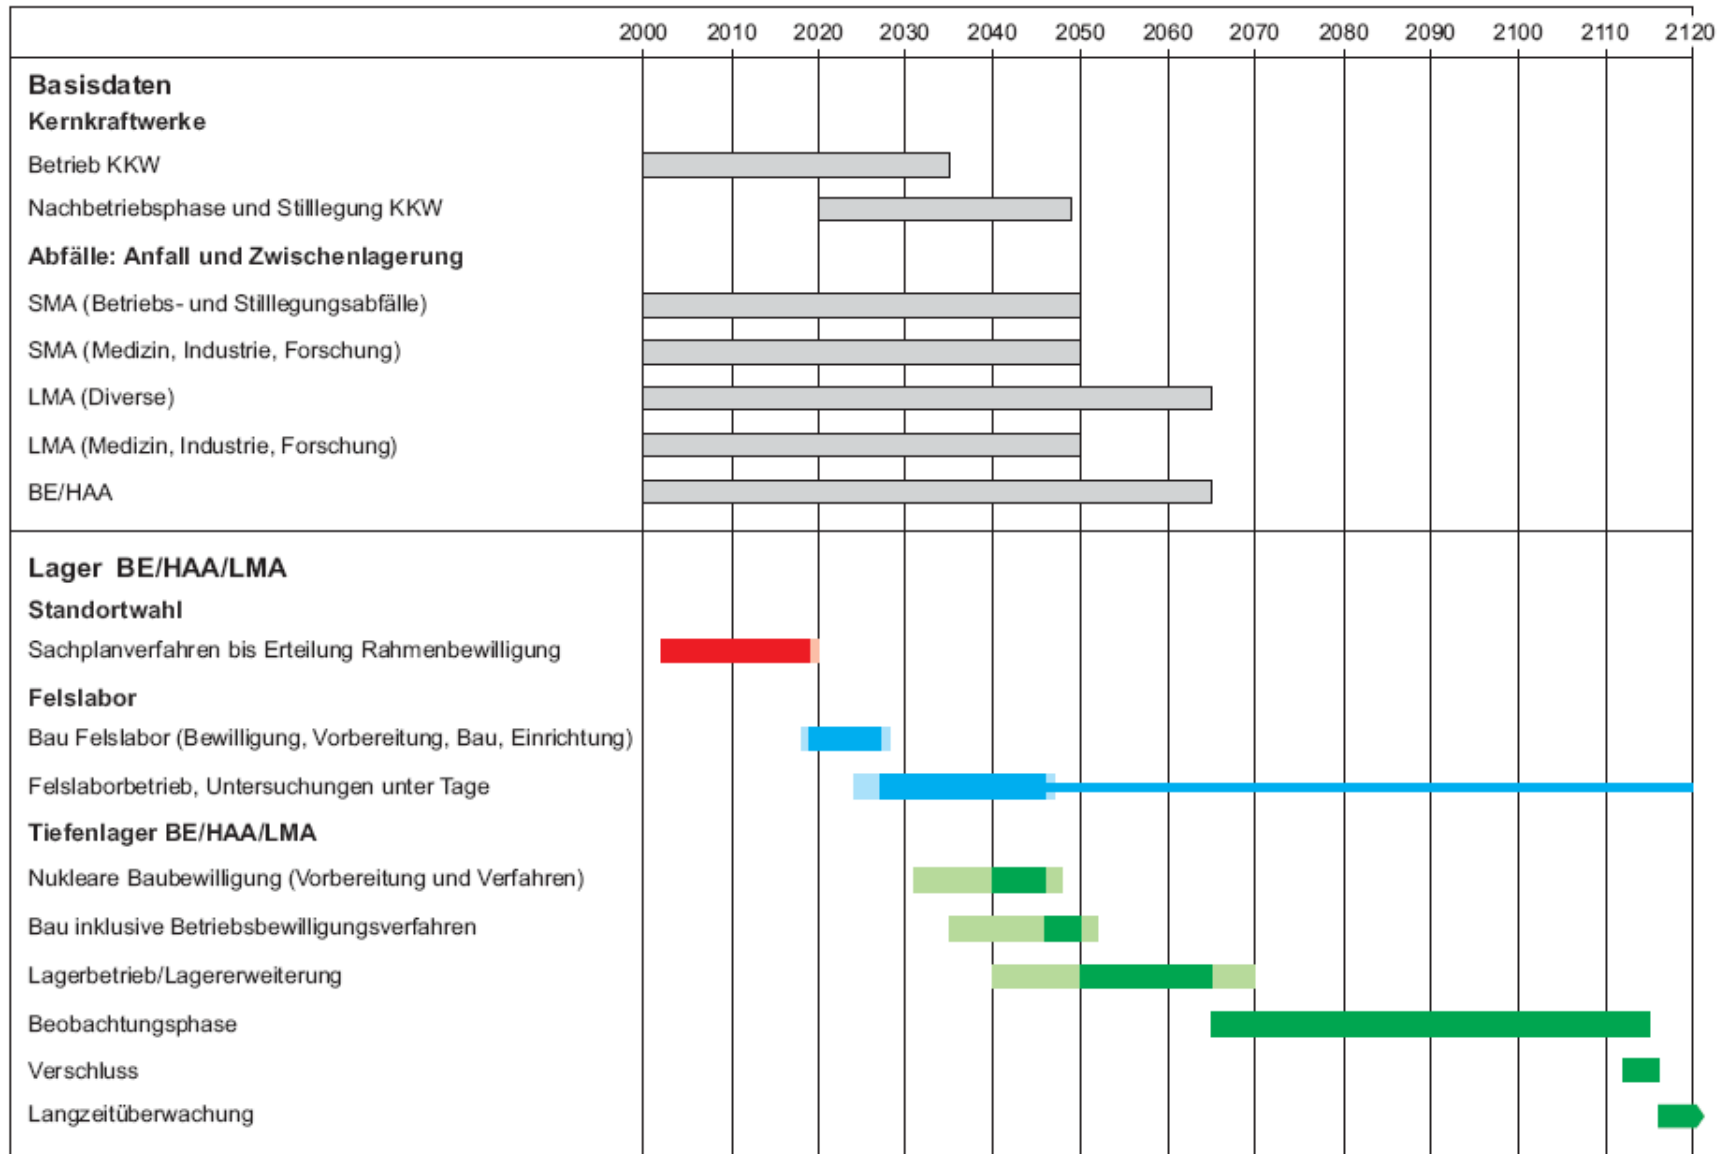 2000 2010 2020 2030 2040 2050 2060 2070 2080 2090 2100 2110 2120
Basisdaten
Kernkraftwerke
Betrieb KKW
Nachbetriebsphase und Stilllegung KKW
Abfälle: Anfall und Zwischenlagerung
SMA (Betriebs- und Stilllegungsabfälle)
SMA (Medizin, Industrie, Forschung)
LMA (Diverse)
LMA (Medizin, Industrie, Forschung)
BE/HAA
Lager BE/HAA/LMA
Standortwahl
Sachplanverfahren bis Erteilung Rahmenbewilligung
Felslabor
Bau Felslabor (Bewilligung, Vorbereitung, Bau, Einrichtung)
Felslaborbetrieb, Untersuchungen unter Tage
Tiefenlager BE/HAA/LMA
Nukleare Baubewilligung (Vorbereitung und Verfahren)
Bau inklusive Betriebsbewilligungsverfahren
Lagerbetrieb/Lagererweiterung
Beobachtungsphase
Verschluss
Langzeitüberwachung